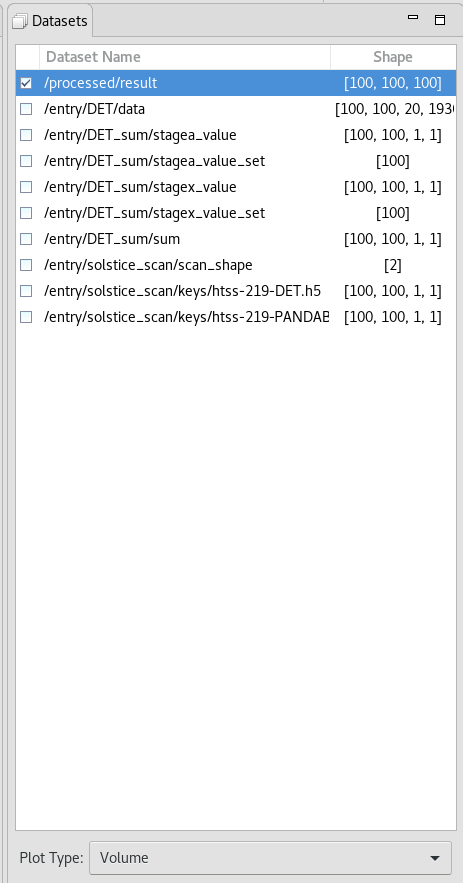 Datasets
Dataset Name Shape
/processed/result [100, 100, 100]
/entry/DET/data [100, 100, 20, 193
/entry/DET_sum/stagea_value [100, 100, 1, 1]
/entry/DET_sum/stagea_value_set [100]
/entry/DET_sum/stagex_value [100, 100, 1, 1]
/entry/DET_sum/stagex_value_set [100]
/entry/DET_sum/sum [100, 100, 1, 1]
/entry/solstice_scan/scan_shape [2]
/entry/solstice_scan/keys/htss-219-DET.h5 [100, 100, 1, 1]
/entry/solstice_scan/keys/htss-219-PANDAB [100, 100, 1, 1]
Plot Type: Volume